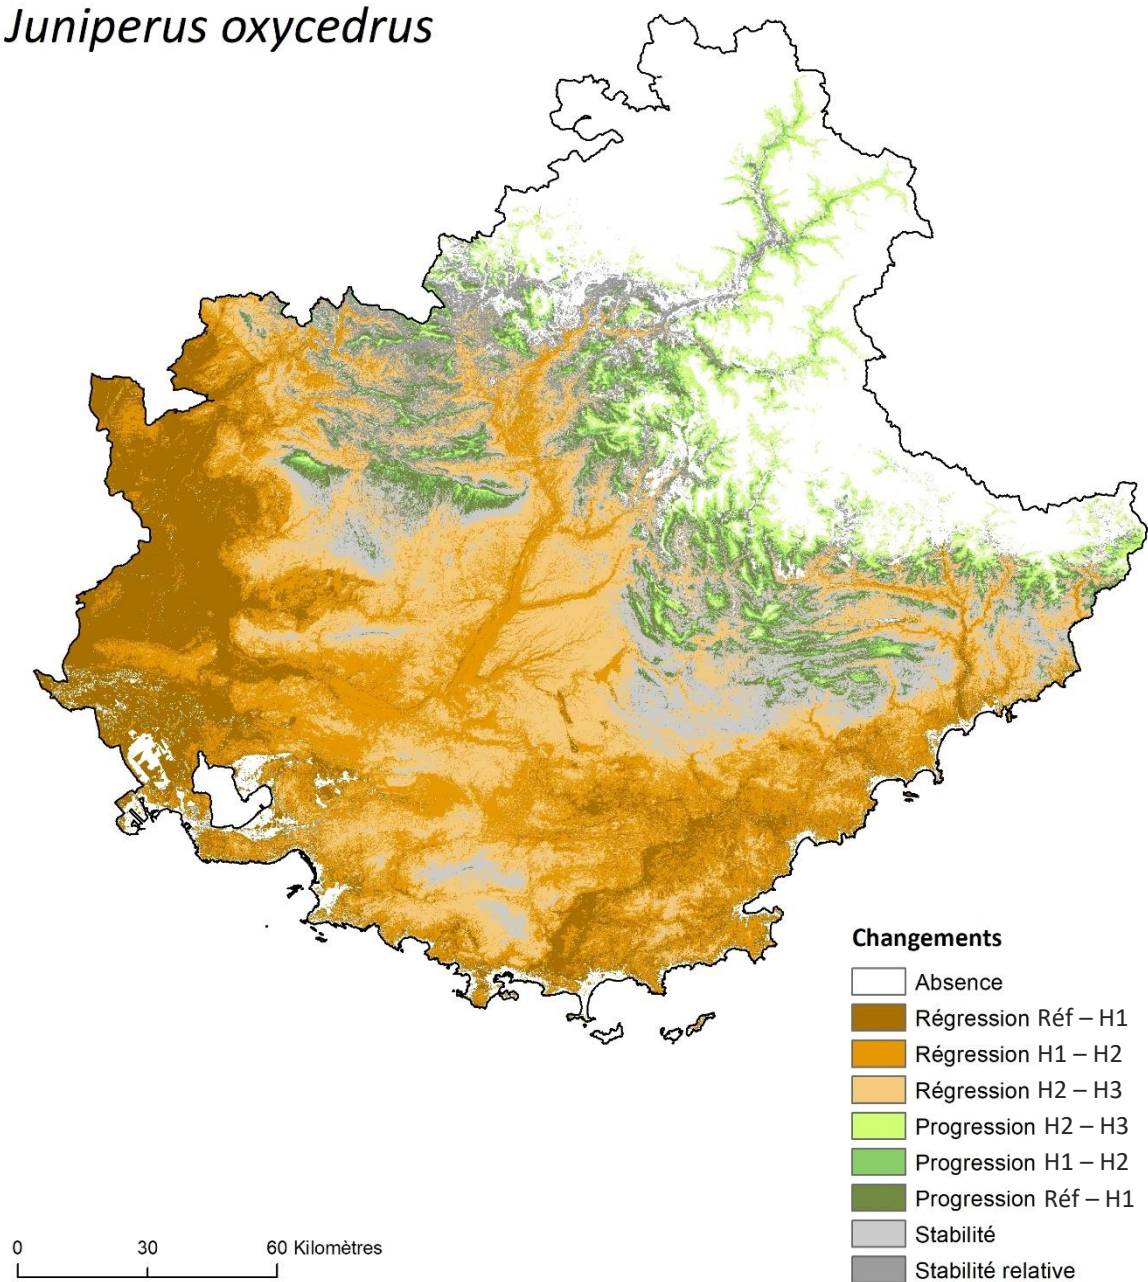 Juniperus oxycedrus
Changements
Absence
Régression Réf – H1
Régression H1 – H2
Régression H2 – H3
Progression H2 – H3
Progression H1 – H2
Progression Réf – H1
Stabilité
Stabilité relative
0 30 60 Kilomètres